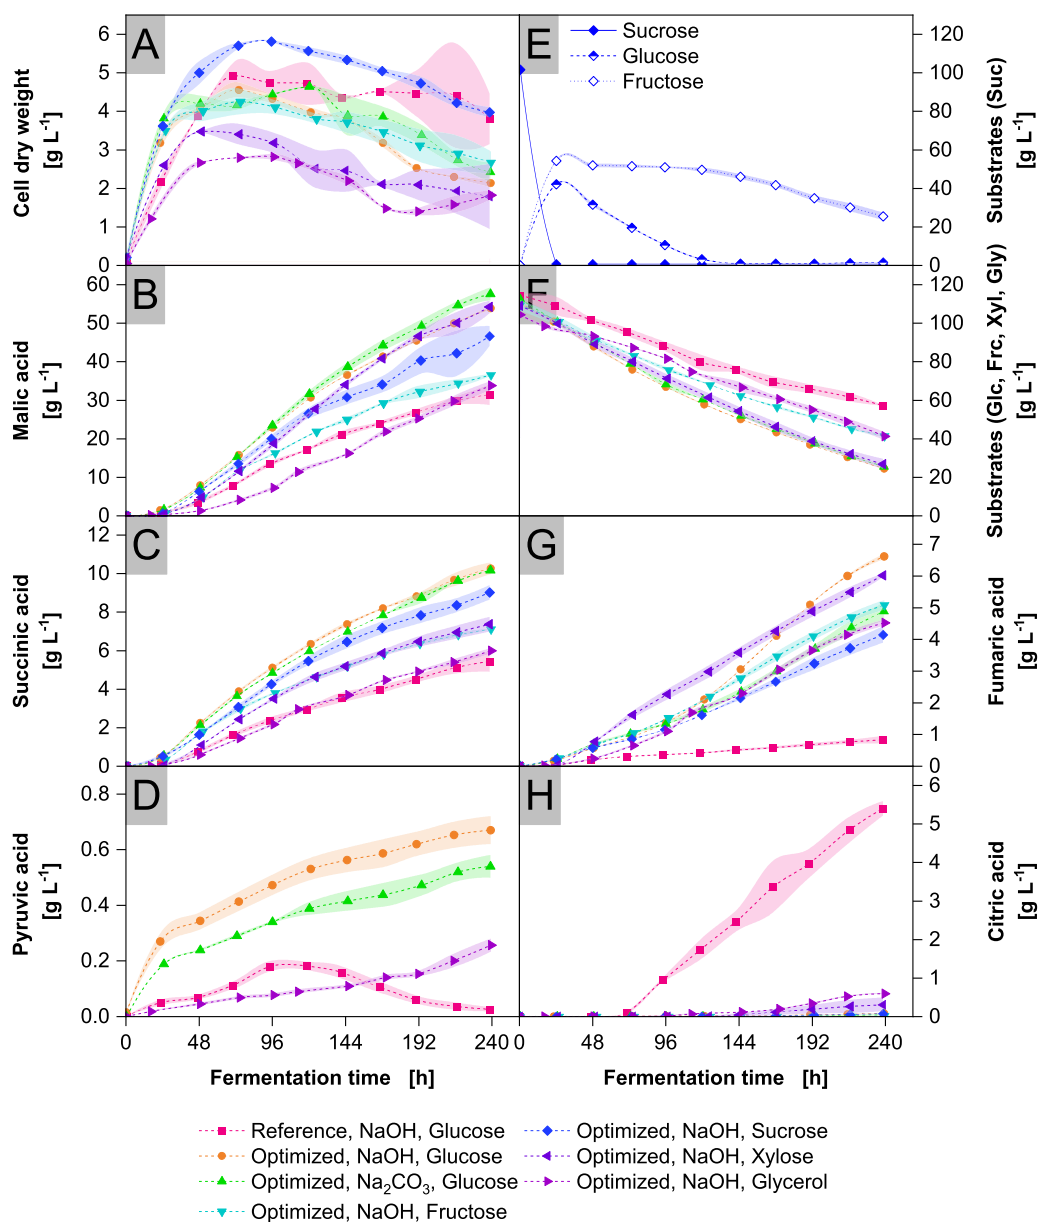 A
6
5
4
3
2
1
0
Cell dry weight
[g L-1]
E
Sucrose
Glucose
Fructose
120
100
80
60
40
20
0
Substrates (Suc)
[g L-1]
B
60
50
40
30
20
10
0
Malic acid
[g L-1]
F
120
100
80
60
40
20
0
Substrates (Glc, Frc, Xyl, Gly)
[g L-1]
C
12
10
8
6
4
2
0
Succinic acid
[g L-1]
G
7
6
5
4
3
2
1
0
Fumaric acid
[g L-1]
D
0.8
0.6
0.4
0.2
0.0
Pyruvic acid
[g L-1]
0 48 96 144 192 240
Fermentation time [h]
H
6
5
4
3
2
1
0
Citric acid
[g L-1]
0 48 96 144 192 240
Fermentation time [h]
Reference, NaOH, Glucose
Optimized, NaOH, Glucose
Optimized, Na2CO3, Glucose
Optimized, NaOH, Fructose
Optimized, NaOH, Sucrose
Optimized, NaOH, Xylose
Optimized, NaOH, Glycerol